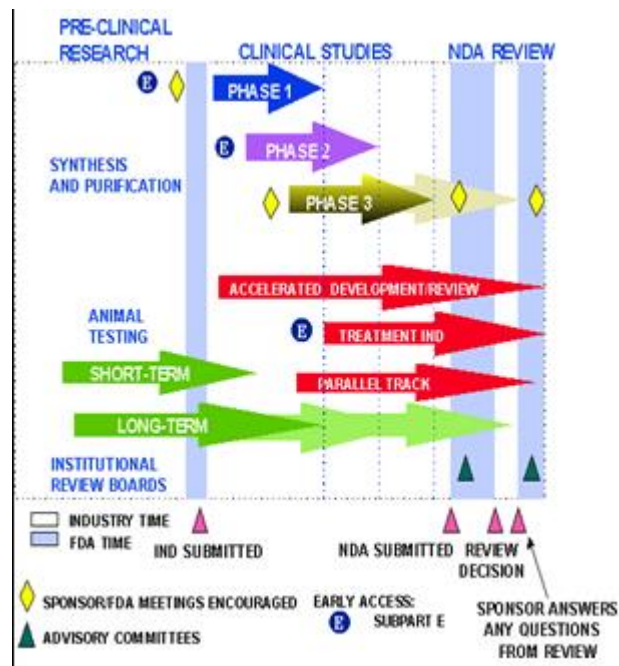 PRE-CLINICAL
RESEARCH
CLINICAL STUDIES
NDA REVIEW
E
PHASE 1
E
PHASE 2
SYNTHESIS
AND PURIFICATION
PHASE 3
ACCELERATED DEVELOPMENT/REVIEW
ANIMAL
TESTING
E
TREATMENT IND
SHORT-TERM
PARALLEL TRACK
LONG-TERM
INSTITUTIONAL
REVIEW BOARDS
INDUSTRY TIME
FDA TIME
IND SUBMITTED
NDA SUBMITTED
REVIEW
DECISION
SPONSOR/FDA MEETINGS ENCOURAGED
ADVISORY COMMITTEES
EARLY ACCESS:
E SUBPART E
SPONSOR ANSWERS
ANY QUESTIONS
FROM REVIEW